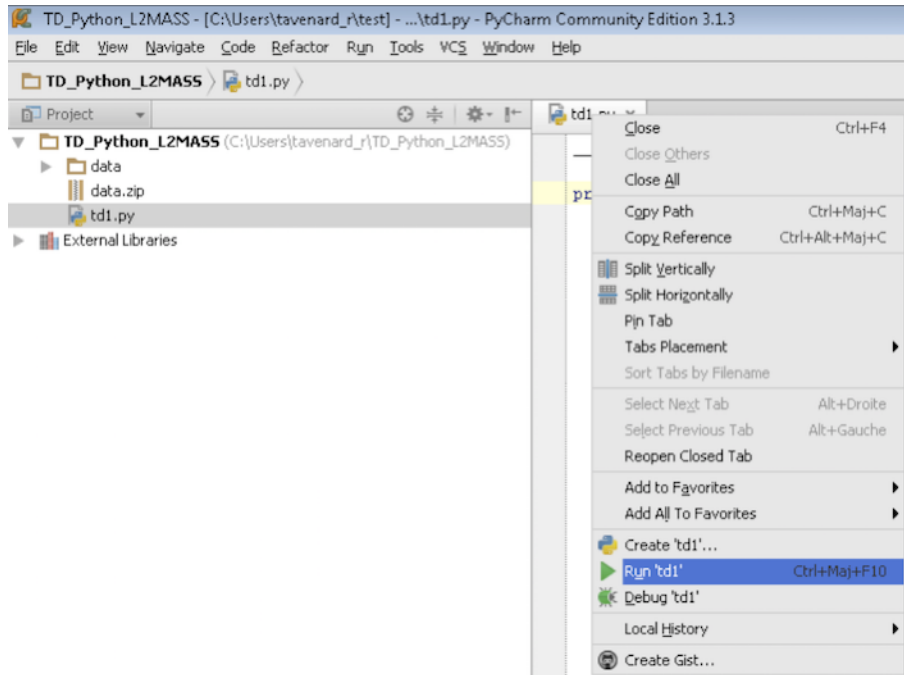 TD_Python_L2MASS - [C:\Users\tavenard_r\test] - ...\td1.py - PyCharm Community Edition 3.1.3
File Edit View Navigate Code Refactor Run Tools VCS Window Help
TD_Python_L2MASS td1.py
Project
TD_Python_L2MASS (C:\Users\tavenard_r\TD_Python_L2MASS)
data
data.zip
td1.py
External Libraries
td1.py
pr
Close Ctrl+F4
Close Others
Close All
Copy Path Ctrl+Maj+C
Copy Reference Ctrl+Alt+Maj+C
Split Vertically
Split Horizontally
Pin Tab
Tabs Placement
Sort Tabs by Filename
Select Next Tab Alt+Droite
Select Previous Tab Alt+Gauche
Reopen Closed Tab
Add to Favorites
Add All To Favorites
Create 'td1'...
Run 'td1' Ctrl+Maj+F10
Debug 'td1'
Local History
Create Gist...